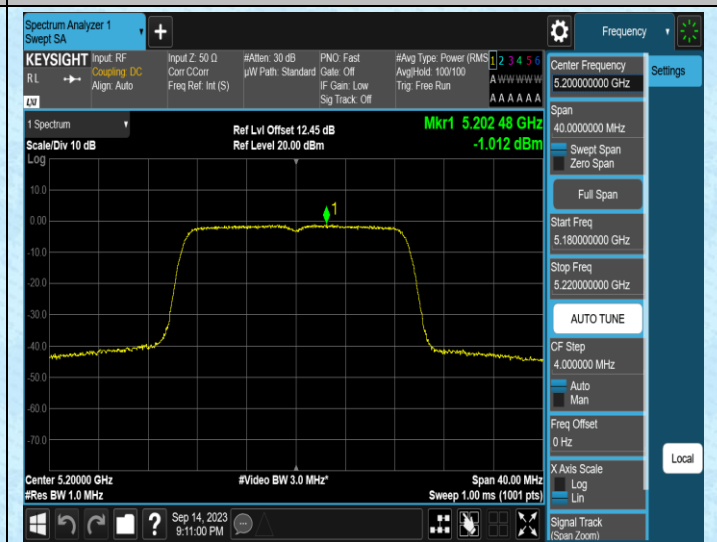 Spectrum Analyzer 1
Swept SA
Frequency
KEYSIGHT
RL
LXI
Input: RF
Coupling: DC
Align: Auto
Input Z: 50 Ω
Corr CCorr
Freq Ref: Int (S)
#Atten: 30 dB
µW Path: Standard
PNO: Fast
Gate: Off
IF Gain: Low
Sig Track: Off
#Avg Type: Power (RMS
Avg|Hold: 100/100
Trig: Free Run
1 2 3 4 5 6
A W W W W W
A A A A A A
1 Spectrum
Scale/Div 10 dB
Ref Lvl Offset 12.45 dB
Ref Level 20.00 dBm
Mkr1 5.202 48 GHz
-1.012 dBm
Log
10.0
0.00
-10.0
-20.0
-30.0
-40.0
-50.0
-60.0
-70.0
1
Center 5.20000 GHz
#Res BW 1.0 MHz
#Video BW 3.0 MHz*
Span 40.00 MHz
Sweep 1.00 ms (1001 pts)
Center Frequency
5.200000000 GHz
Span
40.0000000 MHz
Swept Span
Zero Span
Full Span
Start Freq
5.180000000 GHz
Stop Freq
5.220000000 GHz
AUTO TUNE
CF Step
4.000000 MHz
Auto
Man
Freq Offset
0 Hz
X Axis Scale
Log
Lin
Signal Track
(Span Zoom)
Settings
Local
?
Sep 14, 2023
9:11:00 PM